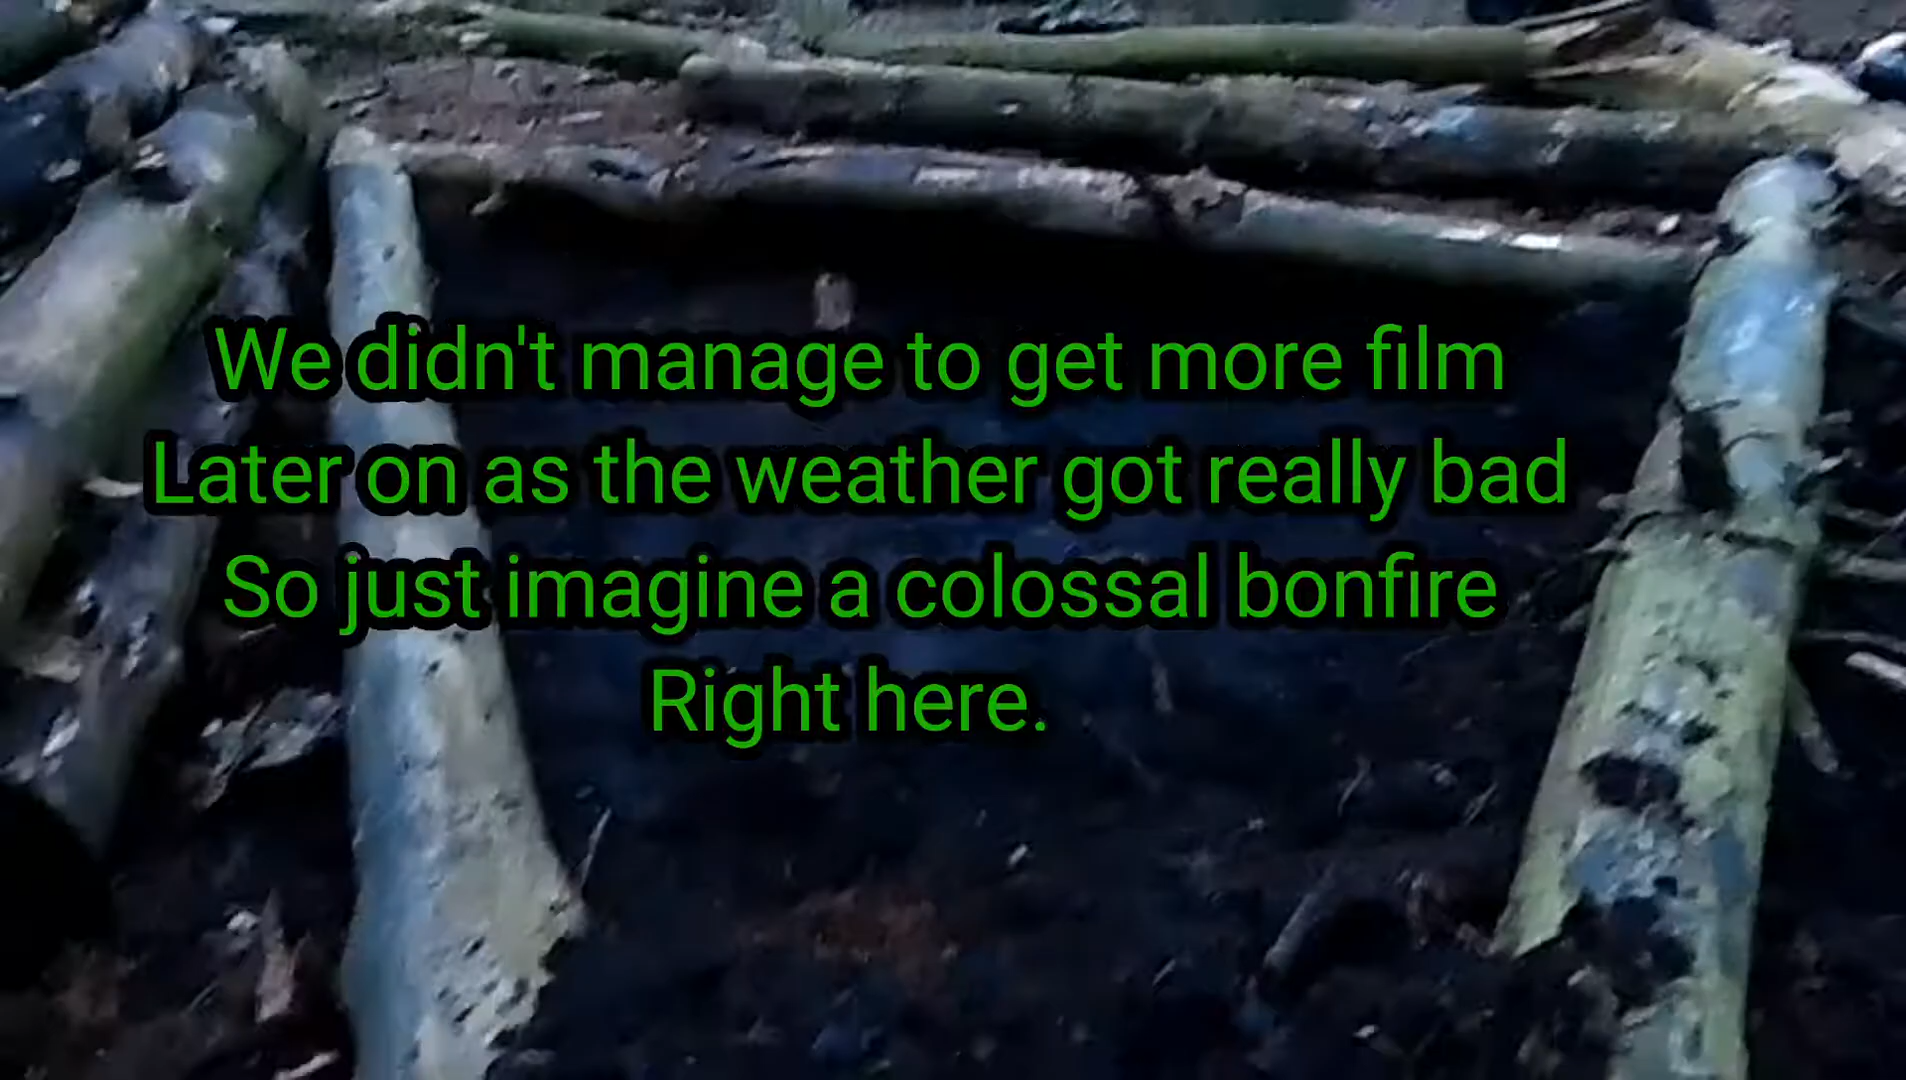 We didn't manage to get more film
Later on as the weather got really bad
So just imagine a colossal bonfire
Right here.